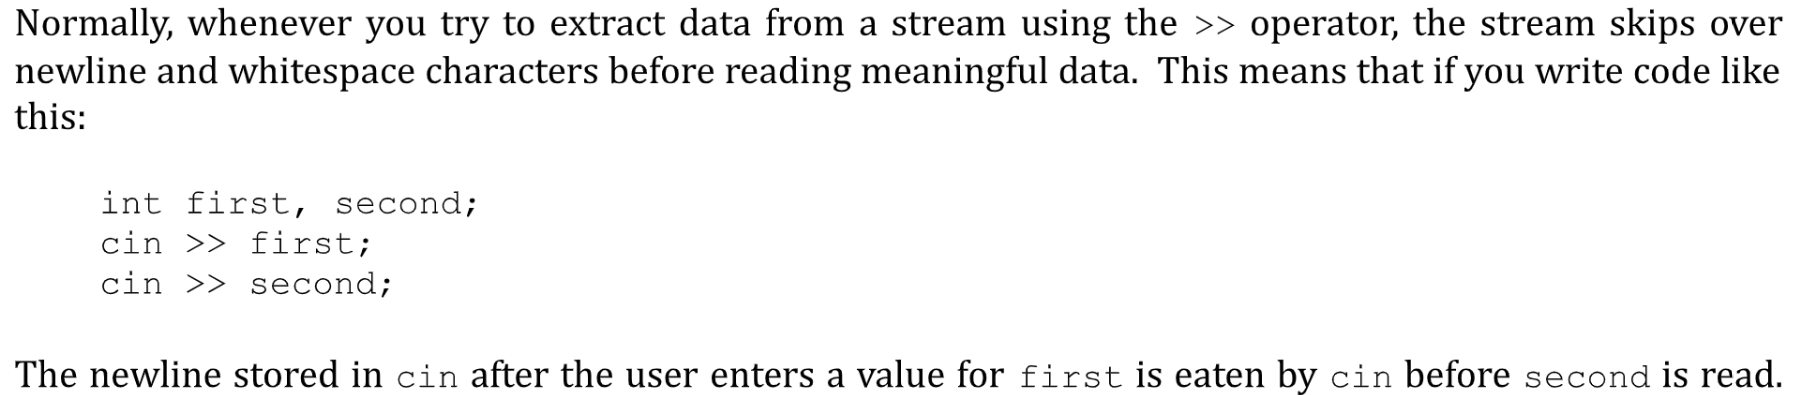 Normally, whenever you try to extract data from a stream using the >> operator, the stream skips over
newline and whitespace characters before reading meaningful data. This means that if you write code like
this:
int first, second;
cin >> first;
cin >> second;
The newline stored in cin after the user enters a value for first is eaten by cin before second is read.